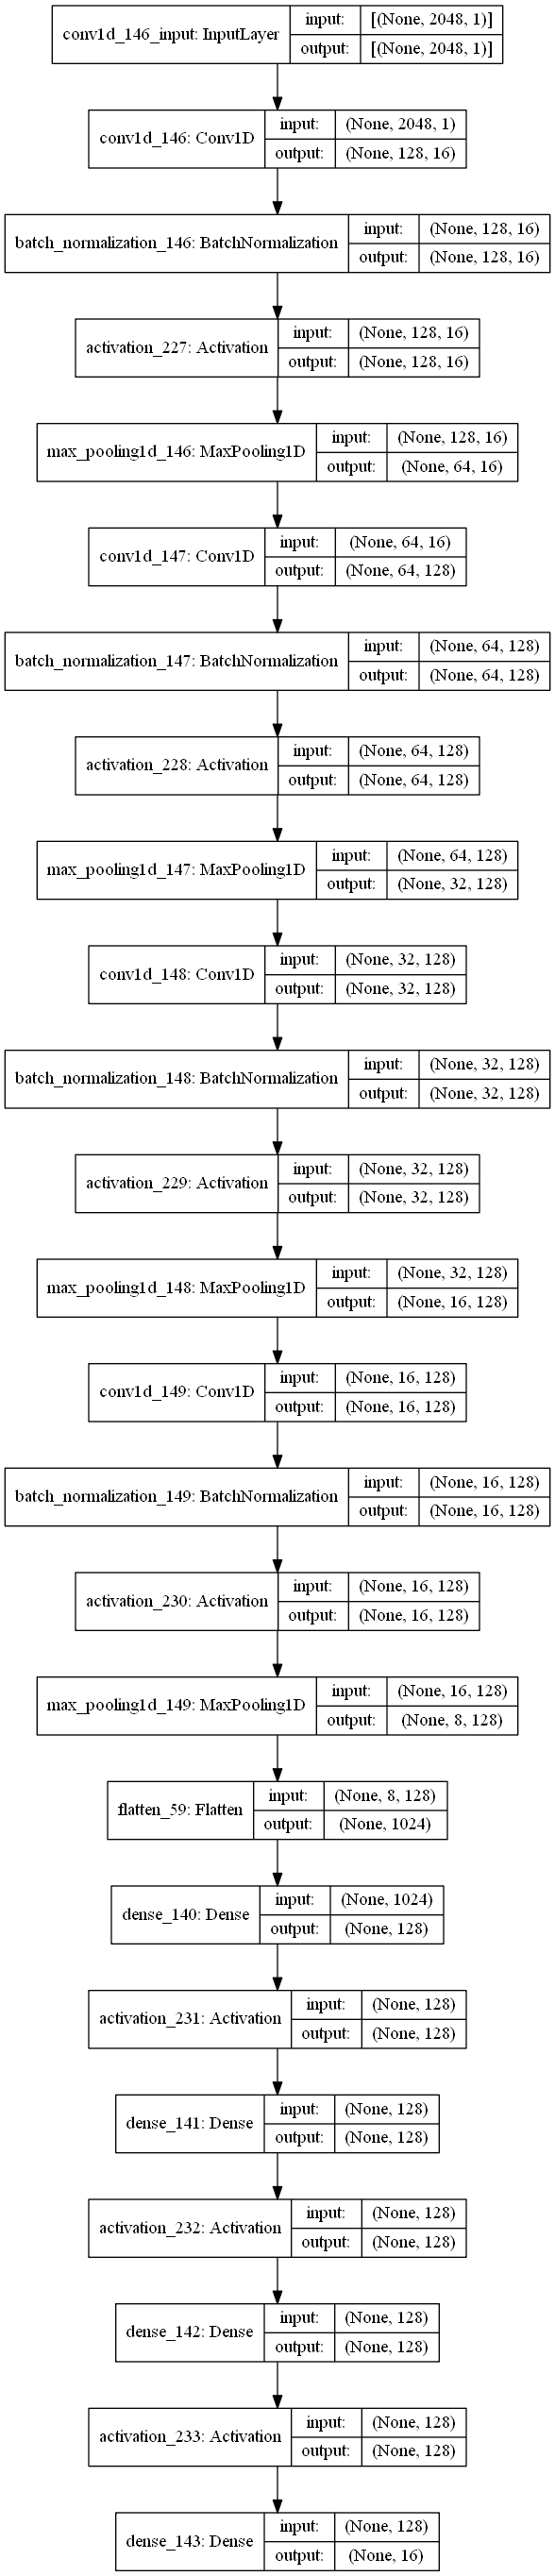 conv1d_146_input: InputLayer
input: [(None, 2048, 1)]
output: [(None, 2048, 1)]
conv1d_146: Conv1D
input: (None, 2048, 1)
output: (None, 128, 16)
batch_normalization_146: BatchNormalization
input: (None, 128, 16)
output: (None, 128, 16)
activation_227: Activation
input: (None, 128, 16)
output: (None, 128, 16)
max_pooling1d_146: MaxPooling1D
input: (None, 128, 16)
output: (None, 64, 16)
conv1d_147: Conv1D
input: (None, 64, 16)
output: (None, 64, 128)
batch_normalization_147: BatchNormalization
input: (None, 64, 128)
output: (None, 64, 128)
activation_228: Activation
input: (None, 64, 128)
output: (None, 64, 128)
max_pooling1d_147: MaxPooling1D
input: (None, 64, 128)
output: (None, 32, 128)
conv1d_148: Conv1D
input: (None, 32, 128)
output: (None, 32, 128)
batch_normalization_148: BatchNormalization
input: (None, 32, 128)
output: (None, 32, 128)
activation_229: Activation
input: (None, 32, 128)
output: (None, 32, 128)
max_pooling1d_148: MaxPooling1D
input: (None, 32, 128)
output: (None, 16, 128)
conv1d_149: Conv1D
input: (None, 16, 128)
output: (None, 16, 128)
batch_normalization_149: BatchNormalization
input: (None, 16, 128)
output: (None, 16, 128)
activation_230: Activation
input: (None, 16, 128)
output: (None, 16, 128)
max_pooling1d_149: MaxPooling1D
input: (None, 16, 128)
output: (None, 8, 128)
flatten_59: Flatten
input: (None, 8, 128)
output: (None, 1024)
dense_140: Dense
input: (None, 1024)
output: (None, 128)
activation_231: Activation
input: (None, 128)
output: (None, 128)
dense_141: Dense
input: (None, 128)
output: (None, 128)
activation_232: Activation
input: (None, 128)
output: (None, 128)
dense_142: Dense
input: (None, 128)
output: (None, 128)
activation_233: Activation
input: (None, 128)
output: (None, 128)
dense_143: Dense
input: (None, 128)
output: (None, 16)